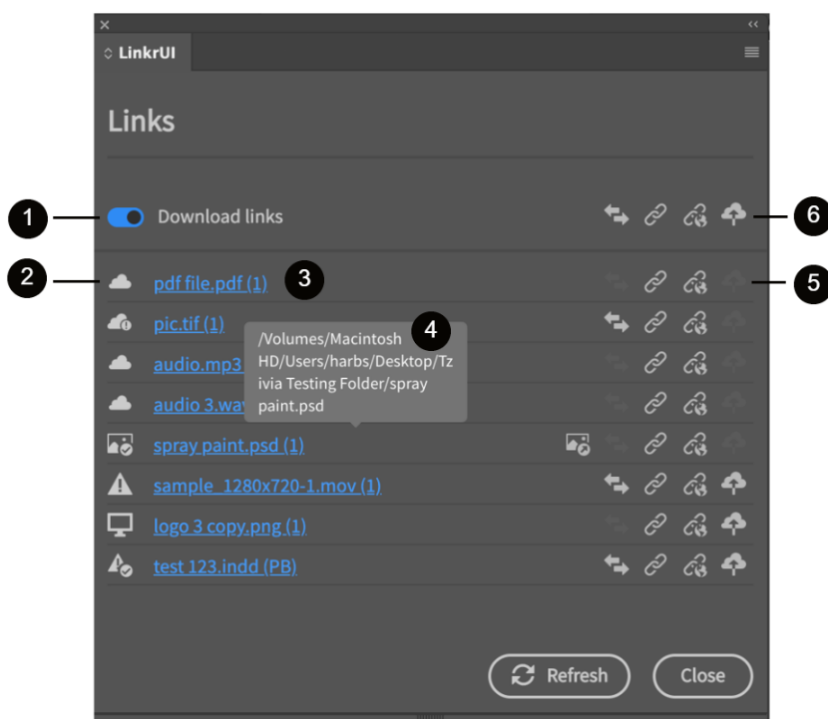 LinkrUI
Links
1
Download links
6
2
pdf file.pdf (1)
3
5
pic.tif (1)
/Volumes/Macintosh
4
HD/Users/harbs/Desktop/Tz
ivia Testing Folder/spray
paint.psd
audio.mp3
audio 3.wav
spray paint.psd (1)
sample_1280x720-1.mov (1)
logo 3 copy.png (1)
test 123.indd (PB)
Refresh
Close